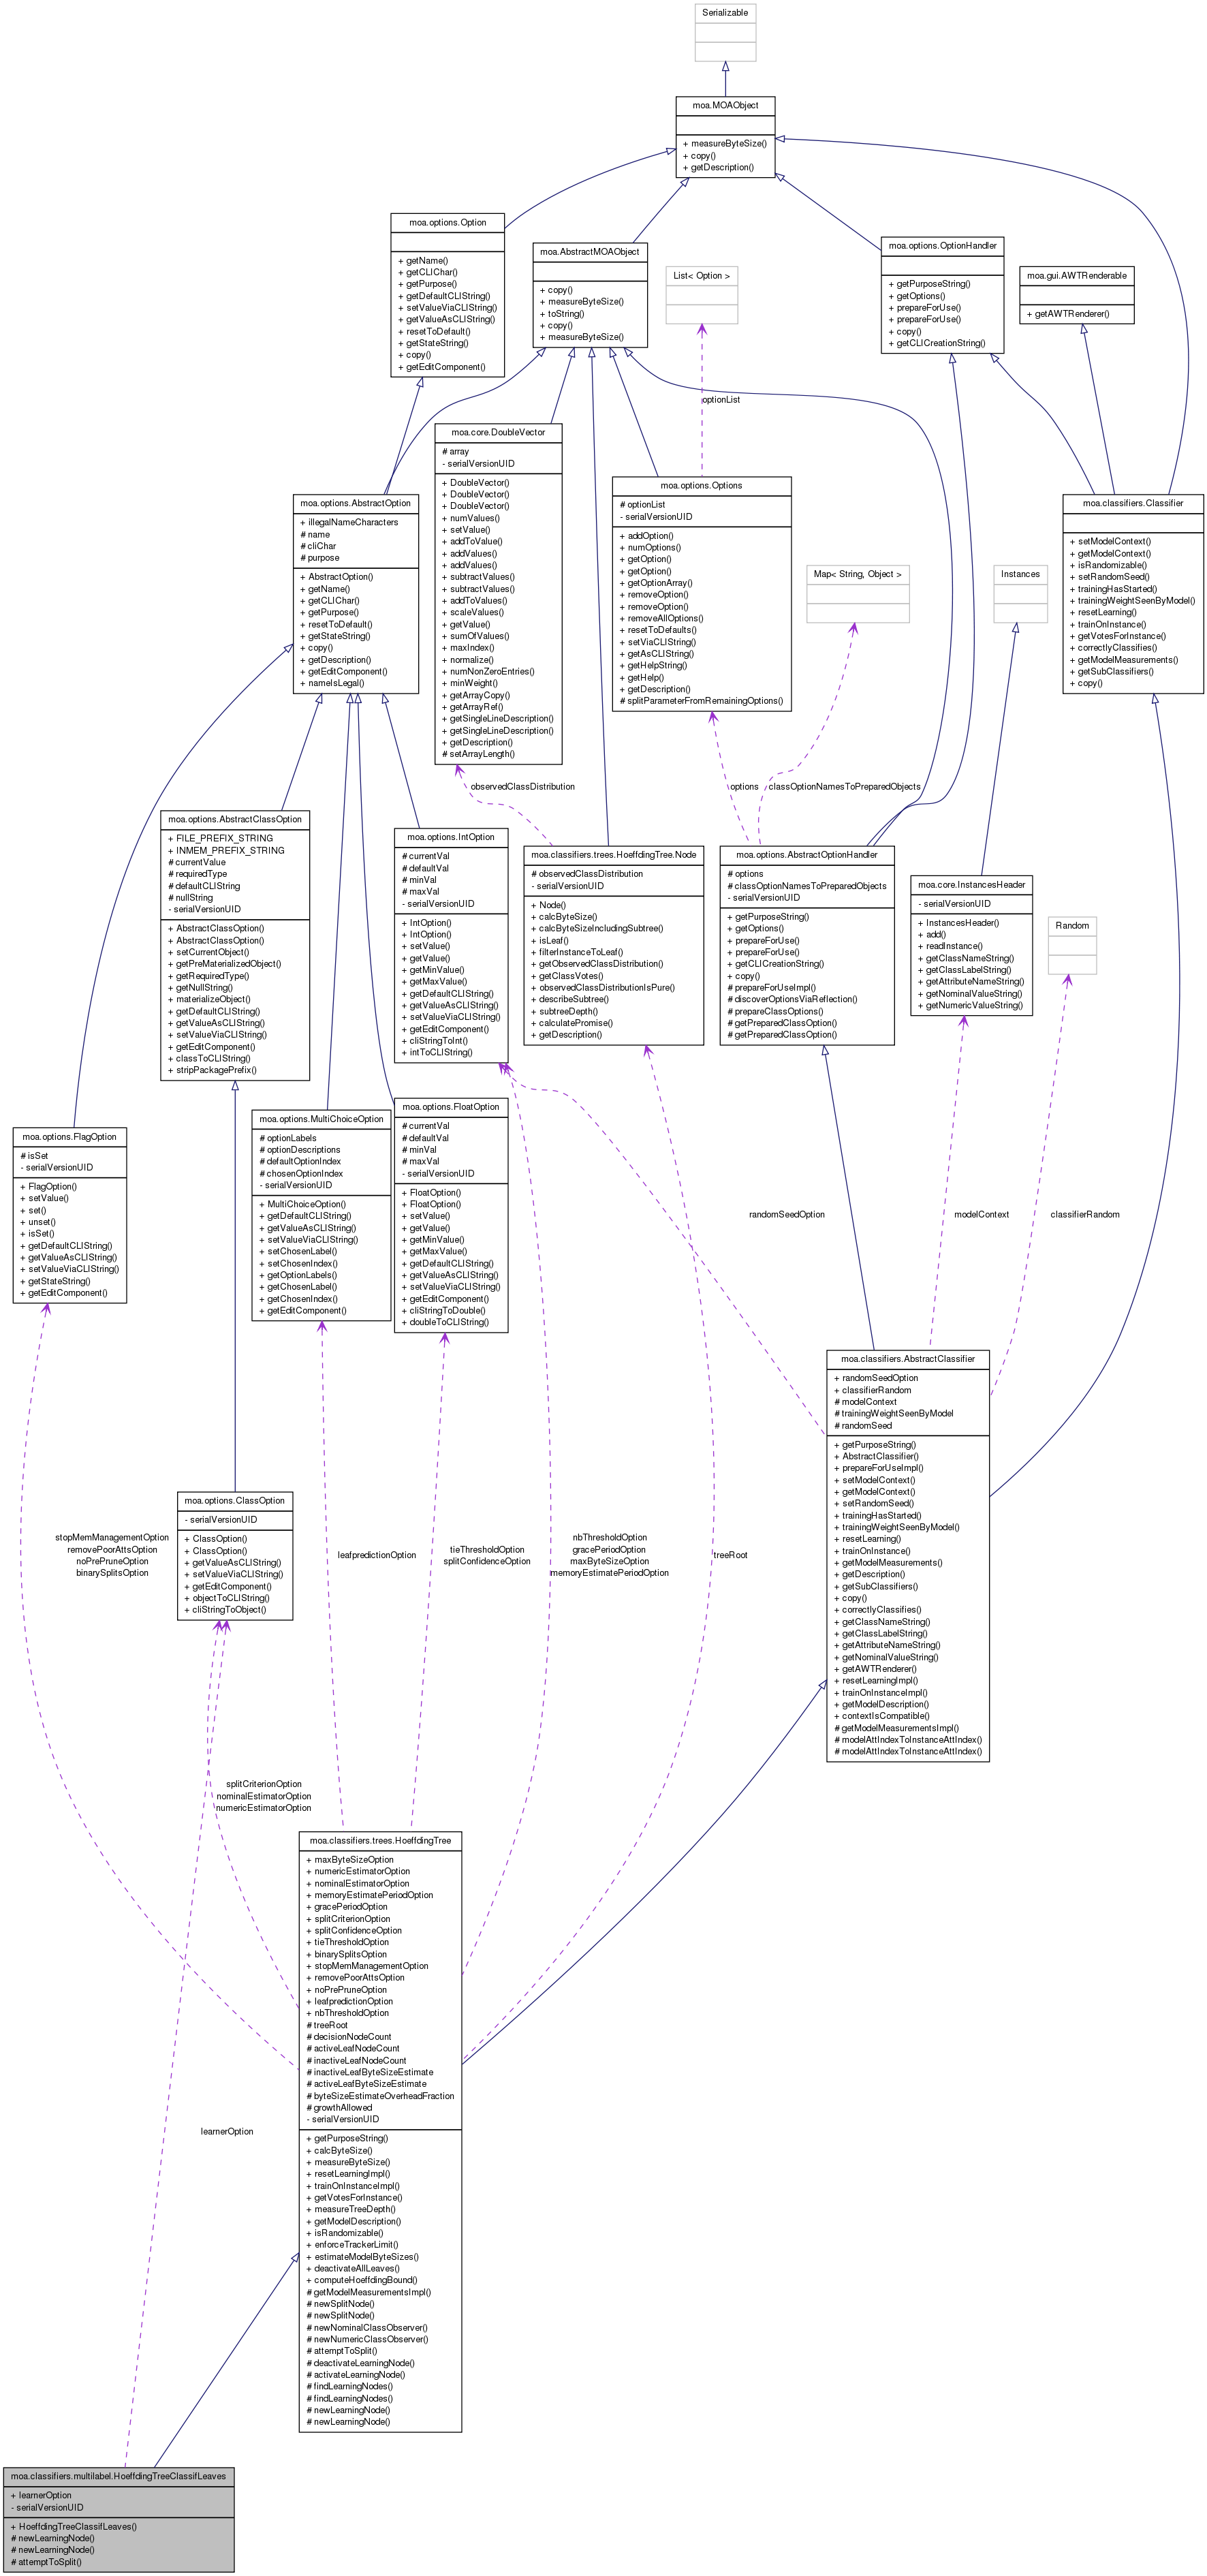 Serializable
moa.MOAObject
+ measureByteSize()
+ copy()
+ getDescription()
moa.options.Option
+ getName()
+ getCLIChar()
+ getPurpose()
+ getDefaultCLIString()
+ setValueViaCLIString()
+ getValueAsCLIString()
+ resetToDefault()
+ getStateString()
+ copy()
+ getEditComponent()
moa.AbstractMOAObject
+ copy()
+ measureByteSize()
+ toString()
+ copy()
+ measureByteSize()
List< Option >
moa.options.OptionHandler
+ getPurposeString()
+ getOptions()
+ prepareForUse()
+ prepareForUse()
+ copy()
+ getCLICreationString()
moa.gui.AWTRenderable
+ getAWTRenderer()
optionList
moa.core.DoubleVector
# array
- serialVersionUID
+ DoubleVector()
+ DoubleVector()
+ DoubleVector()
+ numValues()
+ setValue()
+ addToValue()
+ addValues()
+ addValues()
+ subtractValues()
+ subtractValues()
+ addToValues()
+ scaleValues()
+ getValue()
+ sumOfValues()
+ maxIndex()
+ normalize()
+ numNonZeroEntries()
+ minWeight()
+ getArrayCopy()
+ getArrayRef()
+ getSingleLineDescription()
+ getSingleLineDescription()
+ getDescription()
# setArrayLength()
moa.options.Options
# optionList
- serialVersionUID
+ addOption()
+ numOptions()
+ getOption()
+ getOption()
+ getOptionArray()
+ removeOption()
+ removeOption()
+ removeAllOptions()
+ resetToDefaults()
+ setViaCLIString()
+ getAsCLIString()
+ getHelpString()
+ getHelp()
+ getDescription()
# splitParameterFromRemainingOptions()
moa.options.AbstractOption
+ illegalNameCharacters
# name
# cliChar
# purpose
+ AbstractOption()
+ getName()
+ getCLIChar()
+ getPurpose()
+ resetToDefault()
+ getStateString()
+ copy()
+ getDescription()
+ getEditComponent()
+ nameIsLegal()
moa.classifiers.Classifier
+ setModelContext()
+ getModelContext()
+ isRandomizable()
+ setRandomSeed()
+ trainingHasStarted()
+ trainingWeightSeenByModel()
+ resetLearning()
+ trainOnInstance()
+ getVotesForInstance()
+ correctlyClassifies()
+ getModelMeasurements()
+ getSubClassifiers()
+ copy()
Map< String, Object >
Instances
observedClassDistribution
options
classOptionNamesToPreparedObjects
moa.options.AbstractClassOption
+ FILE_PREFIX_STRING
+ INMEM_PREFIX_STRING
# currentValue
# requiredType
# defaultCLIString
# nullString
- serialVersionUID
+ AbstractClassOption()
+ AbstractClassOption()
+ setCurrentObject()
+ getPreMaterializedObject()
+ getRequiredType()
+ getNullString()
+ materializeObject()
+ getDefaultCLIString()
+ getValueAsCLIString()
+ setValueViaCLIString()
+ getEditComponent()
+ classToCLIString()
+ stripPackagePrefix()
moa.options.IntOption
# currentVal
# defaultVal
# minVal
# maxVal
- serialVersionUID
+ IntOption()
+ IntOption()
+ setValue()
+ getValue()
+ getMinValue()
+ getMaxValue()
+ getDefaultCLIString()
+ getValueAsCLIString()
+ setValueViaCLIString()
+ getEditComponent()
+ cliStringToInt()
+ intToCLIString()
moa.classifiers.trees.HoeffdingTree.Node
# observedClassDistribution
- serialVersionUID
+ Node()
+ calcByteSize()
+ calcByteSizeIncludingSubtree()
+ isLeaf()
+ filterInstanceToLeaf()
+ getObservedClassDistribution()
+ getClassVotes()
+ observedClassDistributionIsPure()
+ describeSubtree()
+ subtreeDepth()
+ calculatePromise()
+ getDescription()
moa.options.AbstractOptionHandler
# options
# classOptionNamesToPreparedObjects
- serialVersionUID
+ getPurposeString()
+ getOptions()
+ prepareForUse()
+ prepareForUse()
+ getCLICreationString()
+ copy()
# prepareForUseImpl()
# discoverOptionsViaReflection()
# prepareClassOptions()
# getPreparedClassOption()
# getPreparedClassOption()
moa.core.InstancesHeader
- serialVersionUID
+ InstancesHeader()
+ add()
+ readInstance()
+ getClassNameString()
+ getClassLabelString()
+ getAttributeNameString()
+ getNominalValueString()
+ getNumericValueString()
Random
moa.options.FlagOption
# isSet
- serialVersionUID
+ FlagOption()
+ setValue()
+ set()
+ unset()
+ isSet()
+ getDefaultCLIString()
+ getValueAsCLIString()
+ setValueViaCLIString()
+ getStateString()
+ getEditComponent()
moa.options.MultiChoiceOption
# optionLabels
# optionDescriptions
# defaultOptionIndex
# chosenOptionIndex
- serialVersionUID
+ MultiChoiceOption()
+ getDefaultCLIString()
+ getValueAsCLIString()
+ setValueViaCLIString()
+ setChosenLabel()
+ setChosenIndex()
+ getOptionLabels()
+ getChosenLabel()
+ getChosenIndex()
+ getEditComponent()
moa.options.FloatOption
# currentVal
# defaultVal
# minVal
# maxVal
- serialVersionUID
+ FloatOption()
+ FloatOption()
+ setValue()
+ getValue()
+ getMinValue()
+ getMaxValue()
+ getDefaultCLIString()
+ getValueAsCLIString()
+ setValueViaCLIString()
+ getEditComponent()
+ cliStringToDouble()
+ doubleToCLIString()
randomSeedOption
modelContext
classifierRandom
moa.classifiers.AbstractClassifier
+ randomSeedOption
+ classifierRandom
# modelContext
# trainingWeightSeenByModel
# randomSeed
+ getPurposeString()
+ AbstractClassifier()
+ prepareForUseImpl()
+ setModelContext()
+ getModelContext()
+ setRandomSeed()
+ trainingHasStarted()
+ trainingWeightSeenByModel()
+ resetLearning()
+ trainOnInstance()
+ getModelMeasurements()
+ getDescription()
+ getSubClassifiers()
+ copy()
+ correctlyClassifies()
+ getClassNameString()
+ getClassLabelString()
+ getAttributeNameString()
+ getNominalValueString()
+ getAWTRenderer()
+ resetLearningImpl()
+ trainOnInstanceImpl()
+ getModelDescription()
+ contextIsCompatible()
# getModelMeasurementsImpl()
# modelAttIndexToInstanceAttIndex()
# modelAttIndexToInstanceAttIndex()
moa.options.ClassOption
- serialVersionUID
+ ClassOption()
+ ClassOption()
+ getValueAsCLIString()
+ setValueViaCLIString()
+ getEditComponent()
+ objectToCLIString()
+ cliStringToObject()
stopMemManagementOption
removePoorAttsOption
noPrePruneOption
binarySplitsOption
leafpredictionOption
tieThresholdOption
splitConfidenceOption
nbThresholdOption
gracePeriodOption
maxByteSizeOption
memoryEstimatePeriodOption
treeRoot
splitCriterionOption
nominalEstimatorOption
numericEstimatorOption
moa.classifiers.trees.HoeffdingTree
+ maxByteSizeOption
+ numericEstimatorOption
+ nominalEstimatorOption
+ memoryEstimatePeriodOption
+ gracePeriodOption
+ splitCriterionOption
+ splitConfidenceOption
+ tieThresholdOption
+ binarySplitsOption
+ stopMemManagementOption
+ removePoorAttsOption
+ noPrePruneOption
+ leafpredictionOption
+ nbThresholdOption
# treeRoot
# decisionNodeCount
# activeLeafNodeCount
# inactiveLeafNodeCount
# inactiveLeafByteSizeEstimate
# activeLeafByteSizeEstimate
# byteSizeEstimateOverheadFraction
# growthAllowed
- serialVersionUID
+ getPurposeString()
+ calcByteSize()
+ measureByteSize()
+ resetLearningImpl()
+ trainOnInstanceImpl()
+ getVotesForInstance()
+ measureTreeDepth()
+ getModelDescription()
+ isRandomizable()
+ enforceTrackerLimit()
+ estimateModelByteSizes()
+ deactivateAllLeaves()
+ computeHoeffdingBound()
# getModelMeasurementsImpl()
# newSplitNode()
# newSplitNode()
# newNominalClassObserver()
# newNumericClassObserver()
# attemptToSplit()
# deactivateLearningNode()
# activateLearningNode()
# findLearningNodes()
# findLearningNodes()
# newLearningNode()
# newLearningNode()
learnerOption
moa.classifiers.multilabel.HoeffdingTreeClassifLeaves
+ learnerOption
- serialVersionUID
+ HoeffdingTreeClassifLeaves()
# newLearningNode()
# newLearningNode()
# attemptToSplit()